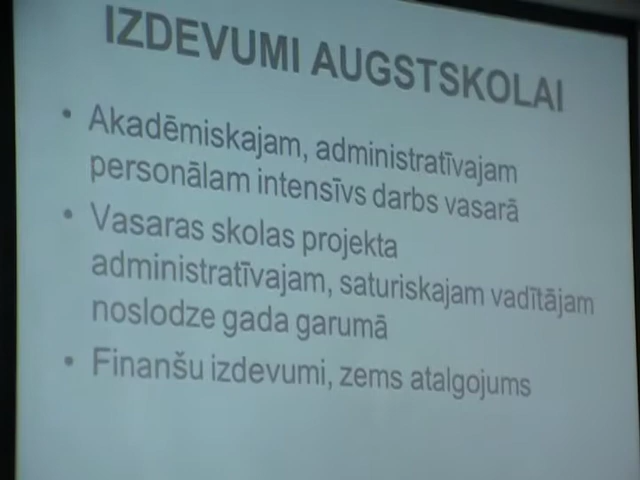 IZDEVUMI AUGSTSKOLAI
• Akadēmiskajam, administratīvajam
personālam intensīvs darbs vasarā
• Vasaras skolas projekta
administratīvajam, saturiskajam vadītājam
noslodze gada garumā
• Finanšu izdevumi, zems atalgojums